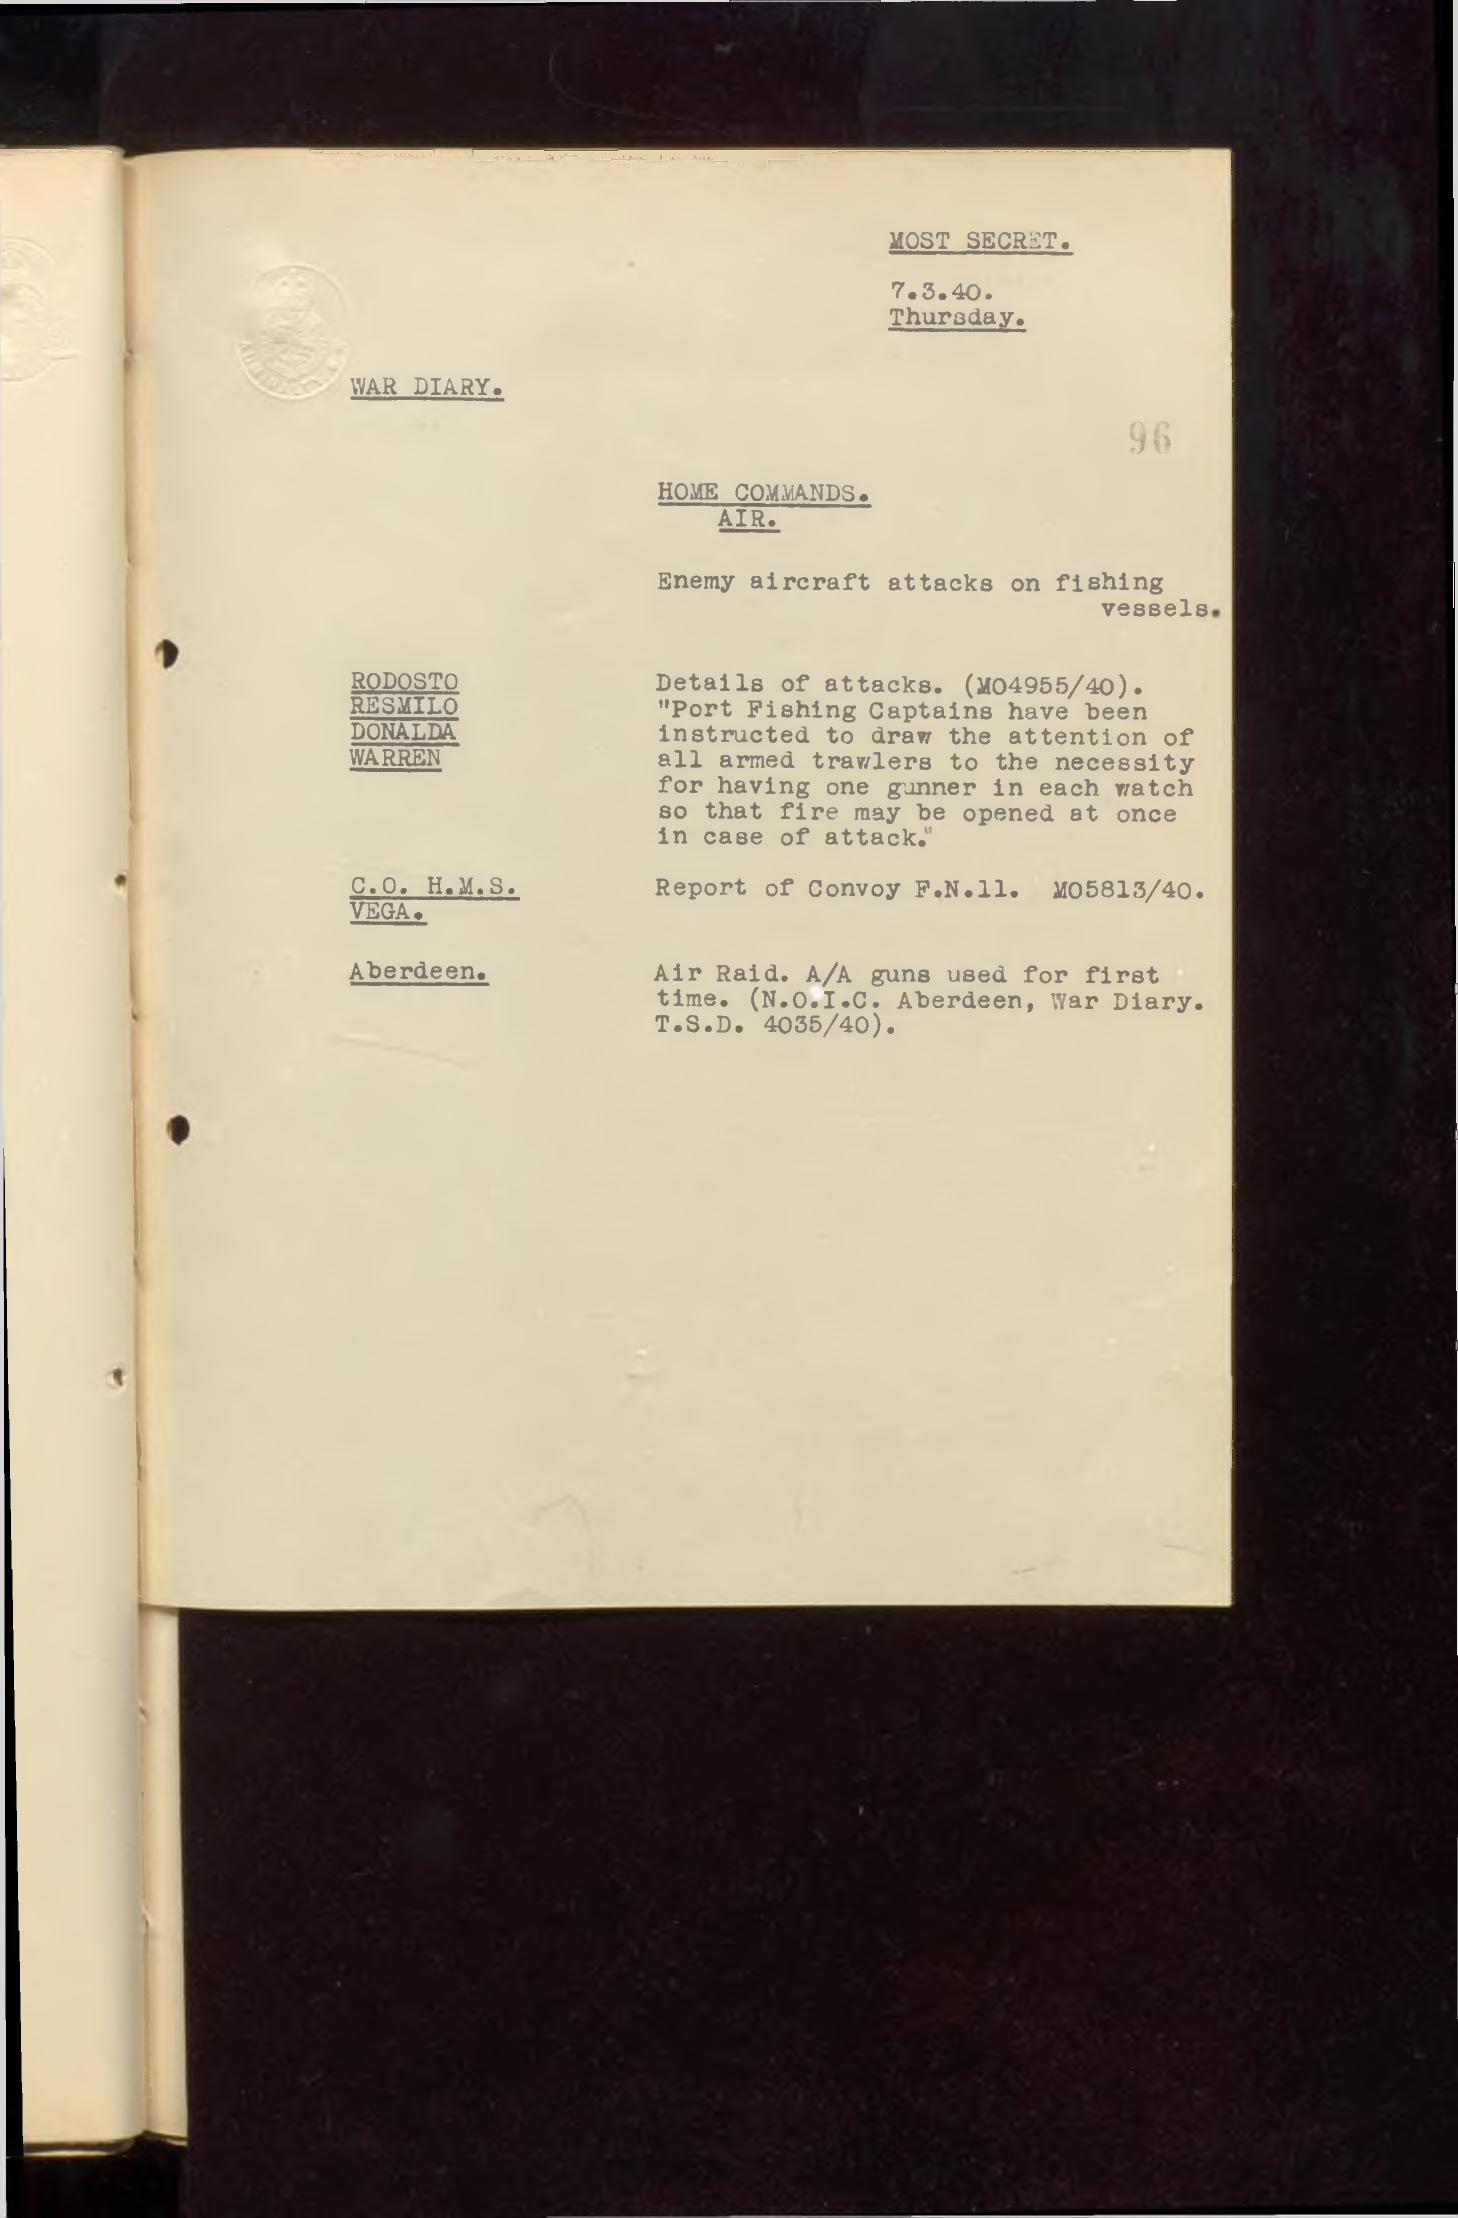 MOST SECRET.
7.3.40.
Thursday.
WAR DIARY.
96
HOME COMMANDS.
AIR.
Enemy aircraft attacks on fishing
vessels.
RODOSTO
RESMILO
DONALDA
WARREN
Details of attacks. (M04955/40).
"Port Fishing Captains have been
instructed to draw the attention of
all armed trawlers to the necessity
for having one gunner in each watch
so that fire may be opened at once
in case of attack."
C.O. H.M.S.
VEGA.
Report of Convoy F.N.11. M05813/40.
Aberdeen.
Air Raid. A/A guns used for first
time. (N.O.I.C. Aberdeen, War Diary.
T.S.D. 4035/40).